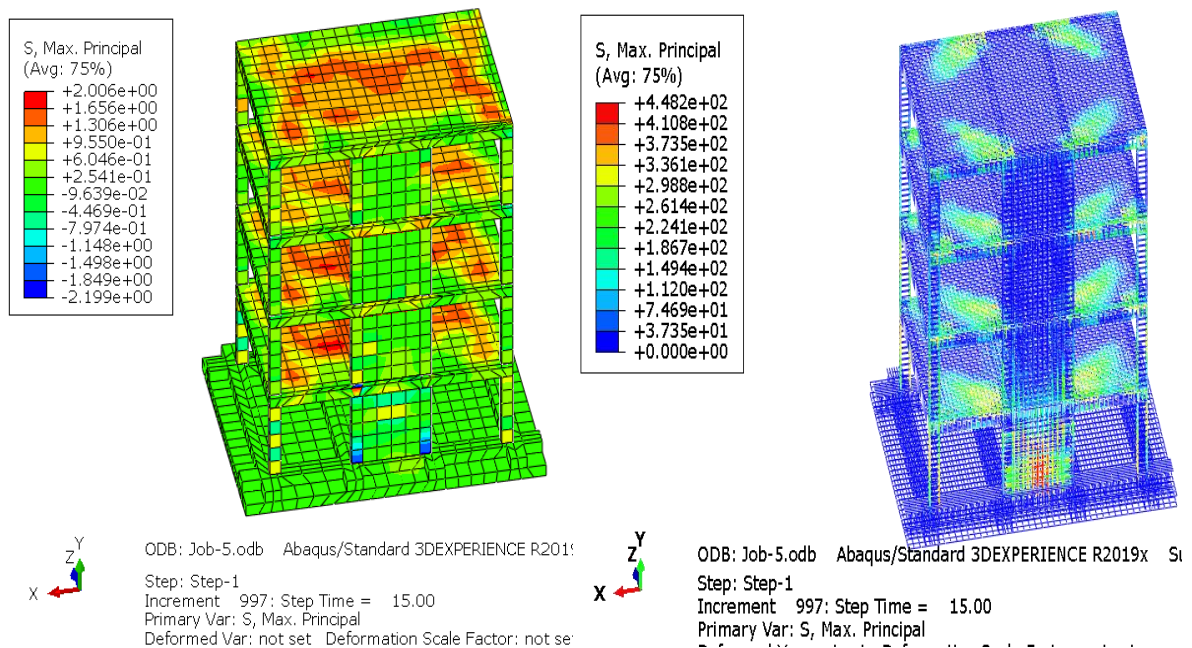 S, Max. Principal
(Avg: 75%)
+2.006e+00
+1.656e+00
+1.306e+00
+9.550e-01
+6.046e-01
+2.541e-01
-9.639e-02
-4.469e-01
-7.974e-01
-1.148e+00
-1.498e+00
-1.849e+00
-2.199e+00
Y
Z
X
ODB: Job-5.odb Abaqus/Standard 3DEXPERIENCE R2019
Step: Step-1
Increment 997: Step Time = 15.00
Primary Var: S, Max. Principal
Deformed Var: not set Deformation Scale Factor: not set
S, Max. Principal
(Avg: 75%)
+4.482e+02
+4.108e+02
+3.735e+02
+3.361e+02
+2.988e+02
+2.614e+02
+2.241e+02
+1.867e+02
+1.494e+02
+1.120e+02
+7.469e+01
+3.735e+01
+0.000e+00
Y
Z
X
ODB: Job-5.odb Abaqus/Standard 3DEXPERIENCE R2019x Su
Step: Step-1
Increment 997: Step Time = 15.00
Primary Var: S, Max. Principal